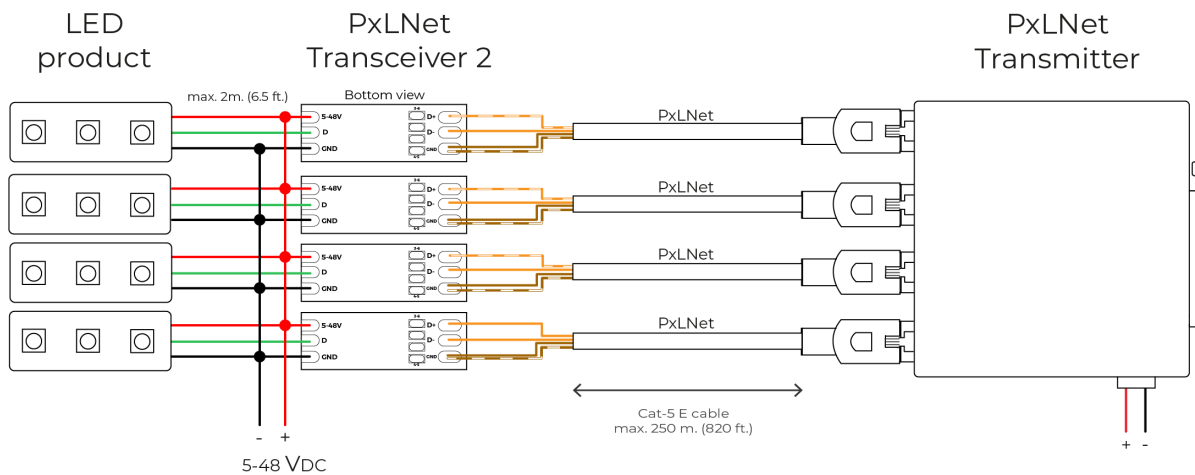 LED
product
PxLNet
Transceiver 2
PxLNet
Transmitter
max. 2m. (6.5 ft.)
Bottom view
5-48V
D
GND
D+
D-
GND
PxLNet
5-48V
D
GND
D+
D-
GND
PxLNet
5-48V
D
GND
D+
D-
GND
PxLNet
5-48V
D
GND
D+
D-
GND
PxLNet
Cat-5 E cable
max. 250 m. (820 ft.)
- +
5-48 VDC
+ -